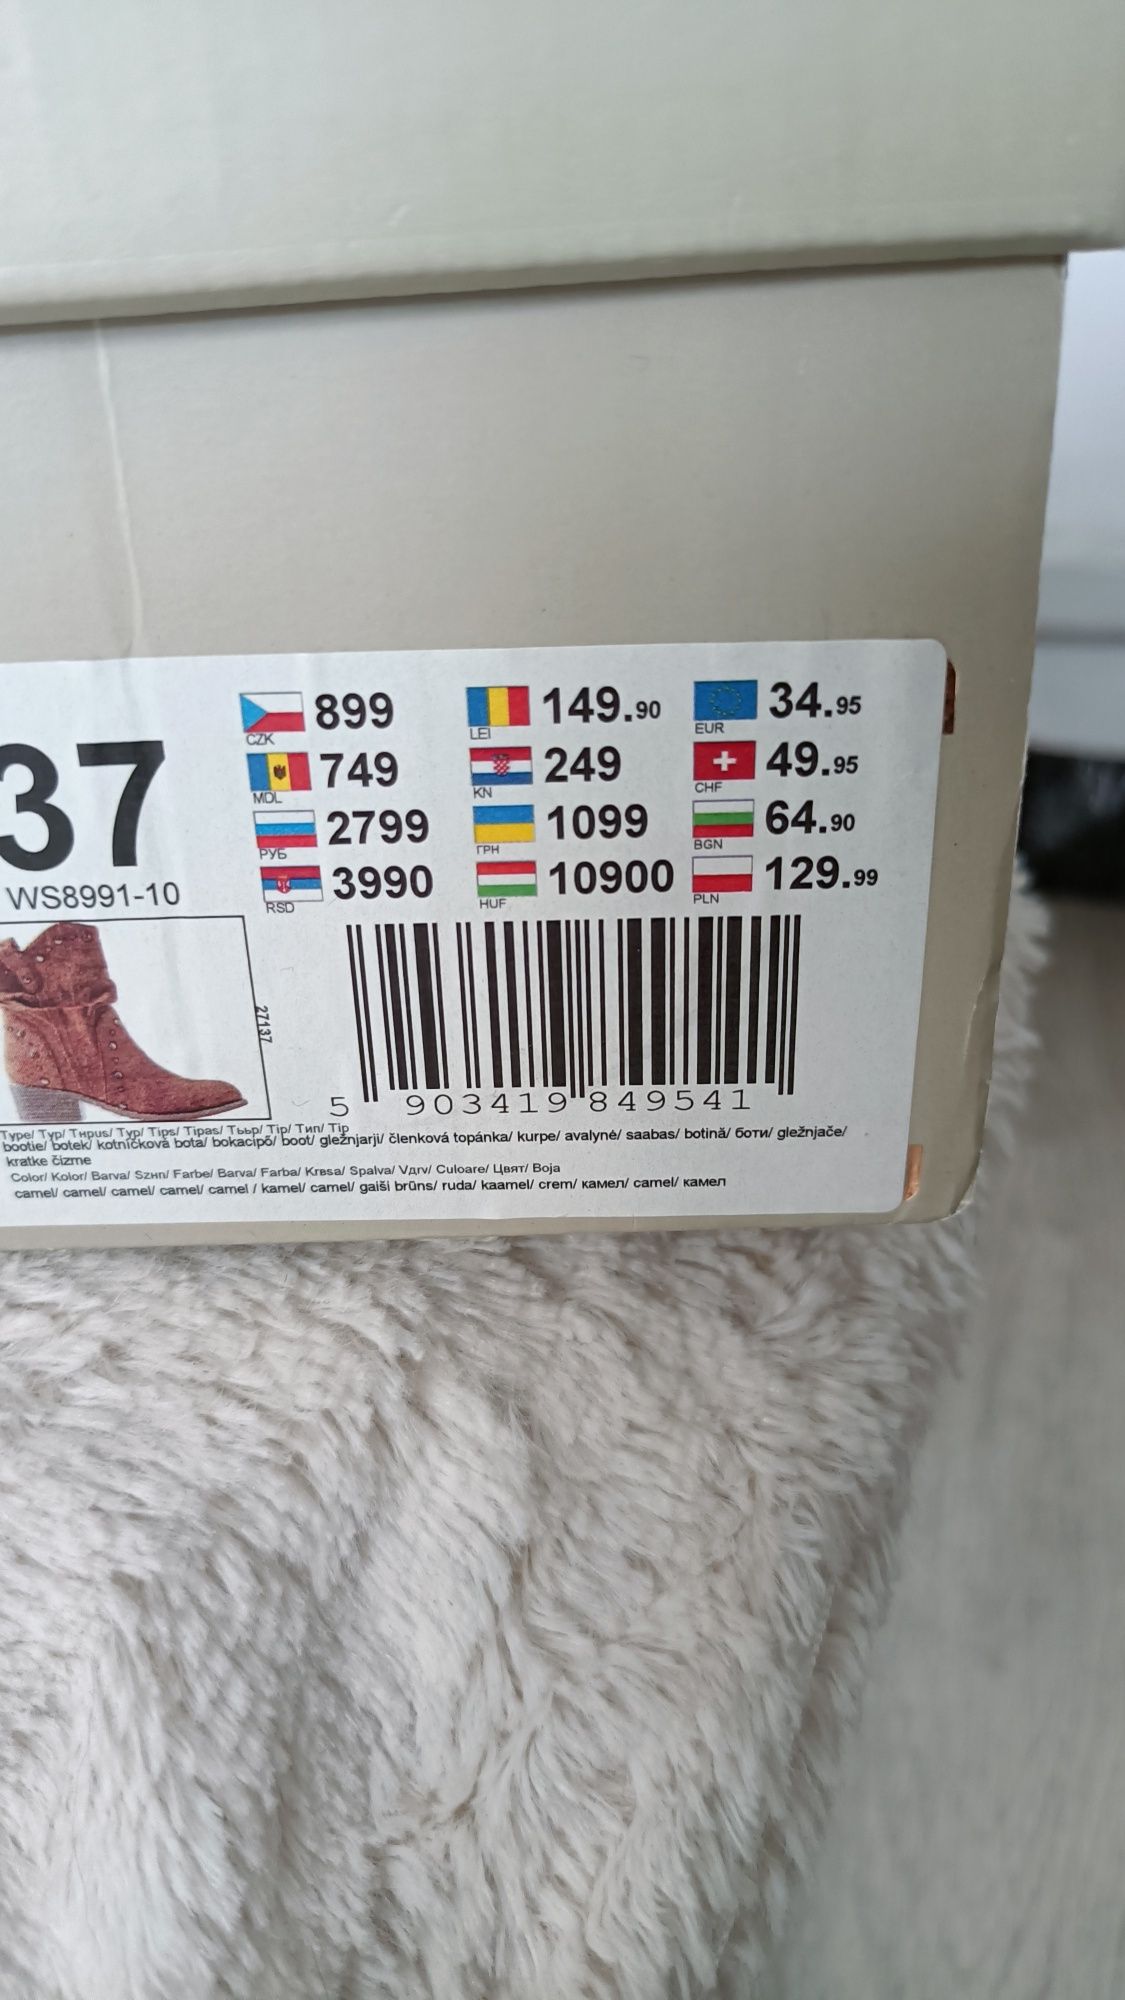 37
WS8991-10
CZK 899
LEI 149.90
EUR 34.95
MDL 749
KN 249
CHF 49.95
РУБ 2799
ГРН 1099
BGN 64.90
RSD 3990
HUF 10900
PLN 129.99
27137
5 903419 849541
Type/ Typ/ Типus/ Typ/ Tips/ Tipas/ Тььр/ Tip/ Тип/ Tip
bootie/ botek/ kotníčková bota/ bokacipő/ boot/ gležnjarji/ členková topánka/ kurpe/ avalynė/ saabas/ botină/ боти/ gležnjače/
kratke čizme
Color/ Kolor/ Barva/ Szнп/ Farbe/ Barva/ Farba/ Krвsa/ Spalva/ Vдrv/ Culoare/ Цвят/ Boja
camel/ camel/ camel/ camel/ camel / kamel/ camel/ gaiši brūns/ ruda/ kaamel/ crem/ камел/ camel/ камел